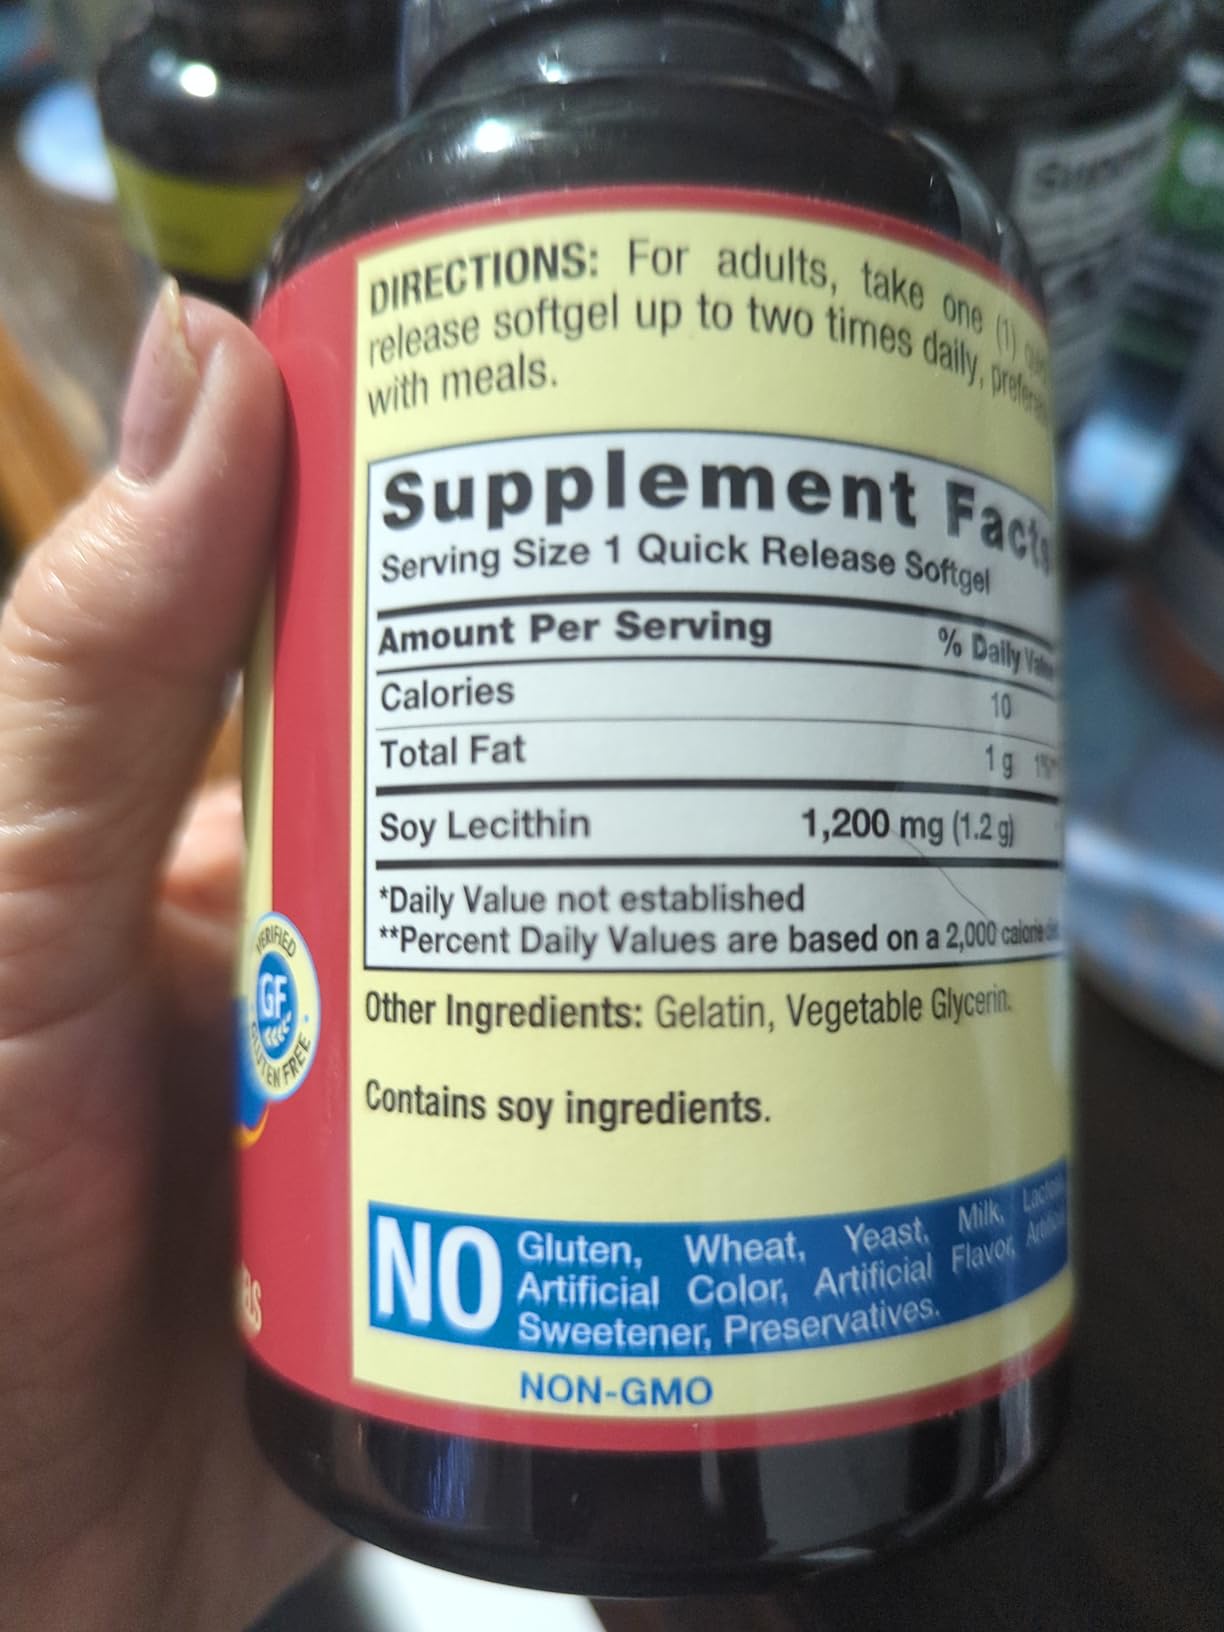 DIRECTIONS: For adults, take one (1)
release softgel up to two times daily,
with meals.
Supplement Facts
Serving Size 1 Quick Release Softgel
Amount Per Serving % Daily
Calories 10
Total Fat 1 g
Soy Lecithin 1,200 mg (1.2 g)
*Daily Value not established
**Percent Daily Values are based on a 2,000 calorie
Other Ingredients: Gelatin, Vegetable Glycerin.
Contains soy ingredients.
NO
Gluten, Wheat, Yeast, Milk,
Artificial Color, Artificial Flavor,
Sweetener, Preservatives.
NON-GMO
VERIFIED
GF
GLUTEN FREE